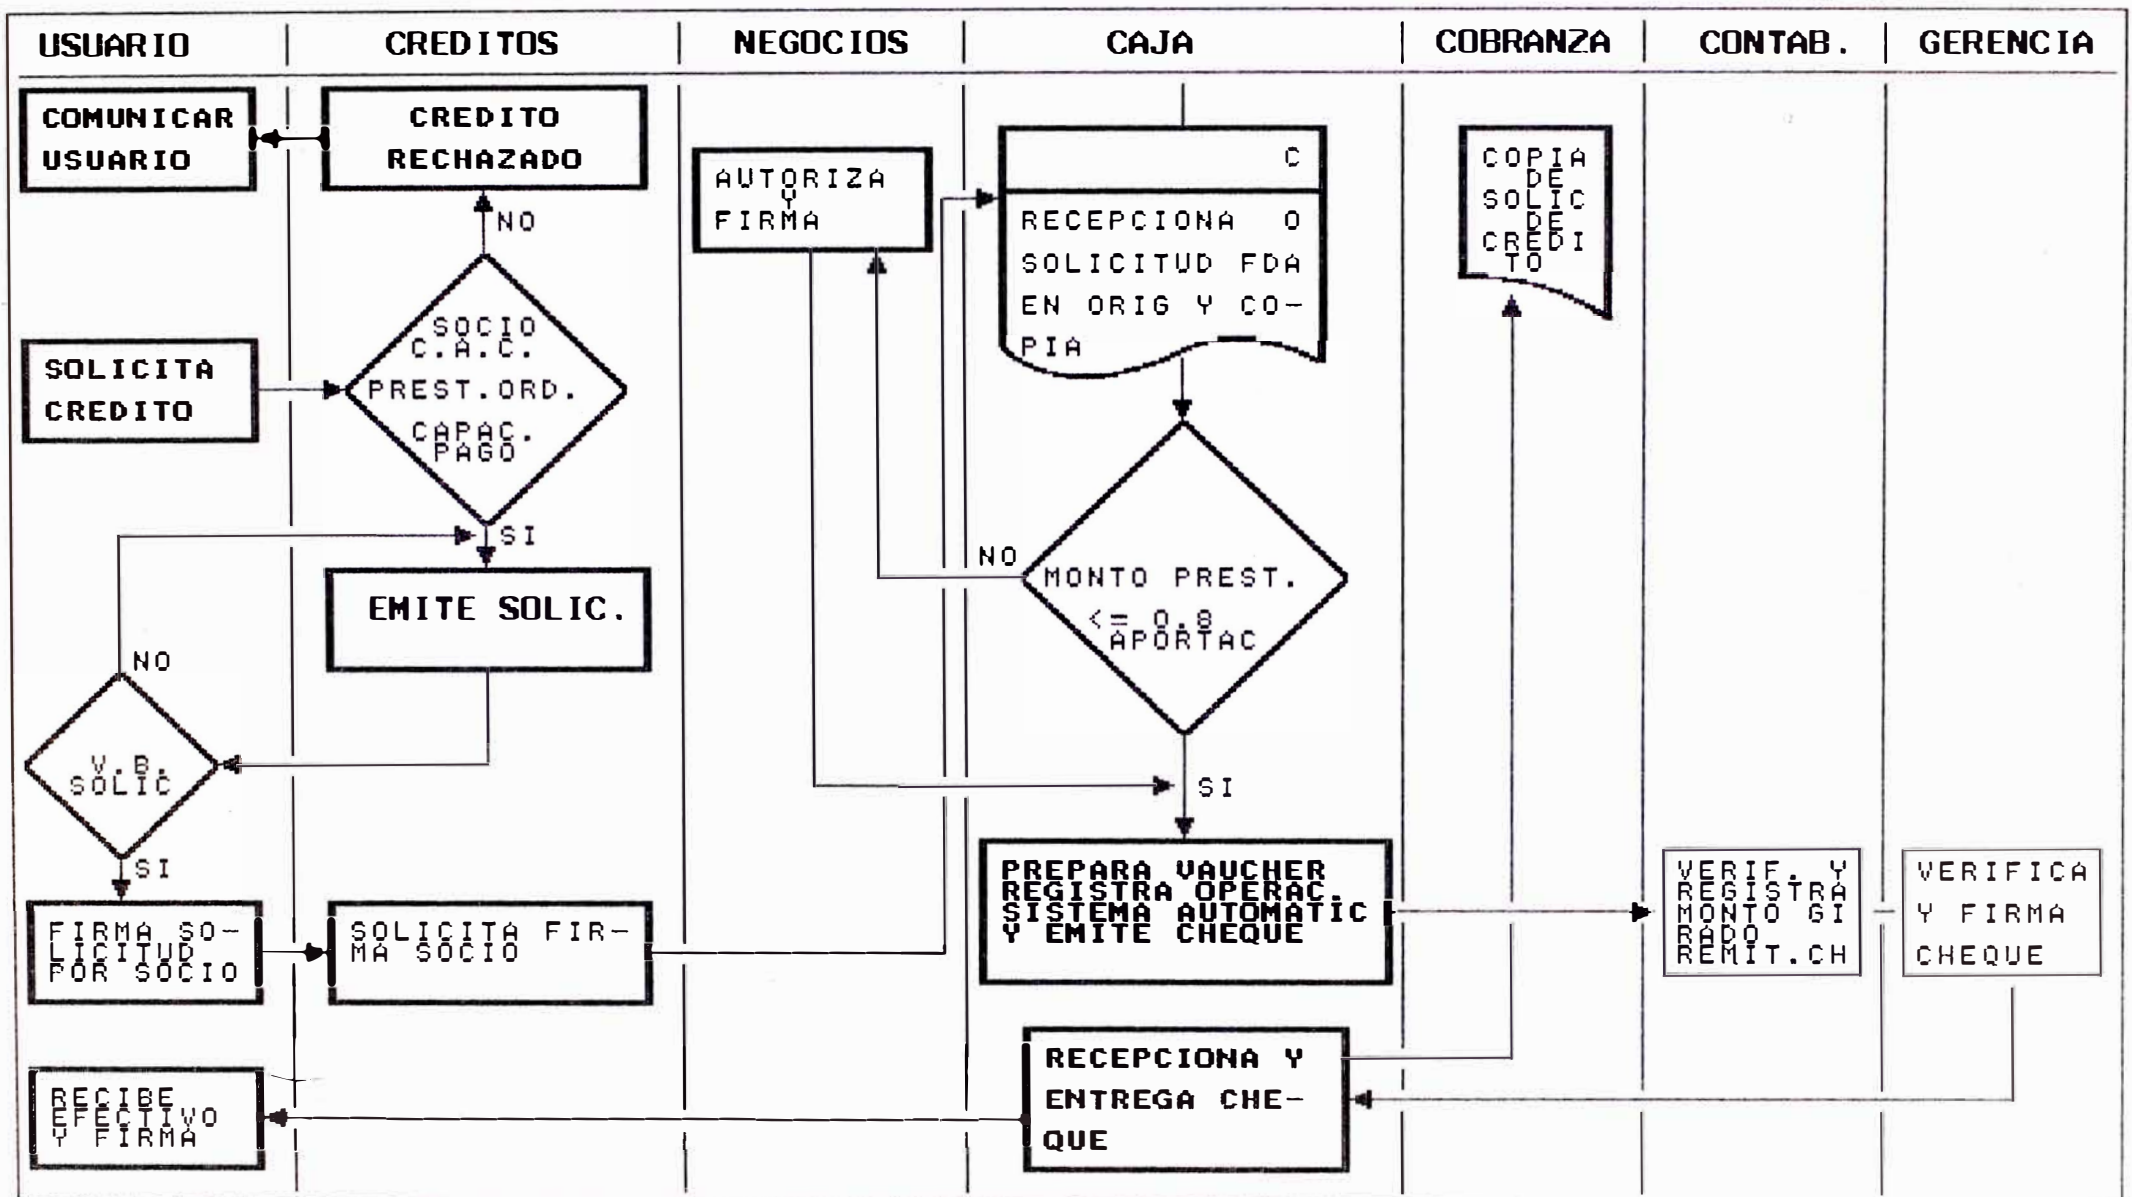 USUARIO
CREDITOS
NEGOCIOS
CAJA
COBRANZA
CONTAB.
GERENCIA
COMUNICAR
USUARIO
CREDITO
RECHAZADO
NO
SOCIO
C.A.C.
PREST.ORD.
CAPAC.
PAGO
SOLICITA
CREDITO
SI
EMITE SOLIC.
NO
V.B.
SOLIC
SI
FIRMA SO-
LICITUD
POR SOCIO
SOLICITA FIR-
MA SOCIO
RECIBE
EFECTIVO
Y FIRMA
AUTORIZA
Y
FIRMA
C
RECEPCIONA O
SOLICITUD FDA
EN ORIG Y CO-
PIA
NO
MONTO PREST.
<= 0.8
APORTAC
SI
PREPARA VAUCHER
REGISTRA OPERAC.
SISTEMA AUTOMATIC
Y EMITE CHEQUE
RECEPCIONA Y
ENTREGA CHE-
QUE
COPIA
DE
SOLIC
DE
CREDI
TO
VERIF. Y
REGISTRA
MONTO GI
RADO
REMIT.CH
VERIFICA
Y FIRMA
CHEQUE